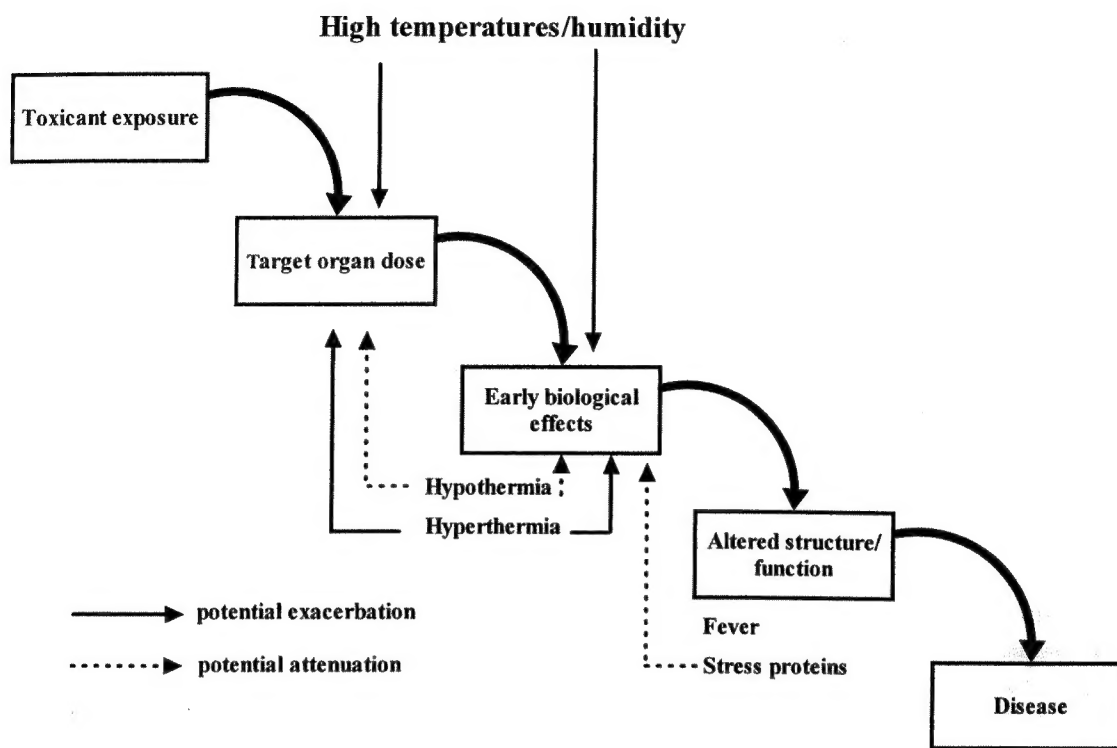 High temperatures/humidity
Toxicant exposure
Target organ dose
Early biological
effects
Hypothermia
Hyperthermia
Altered structure/
function
potential exacerbation
Fever
potential attenuation
Stress proteins
Disease